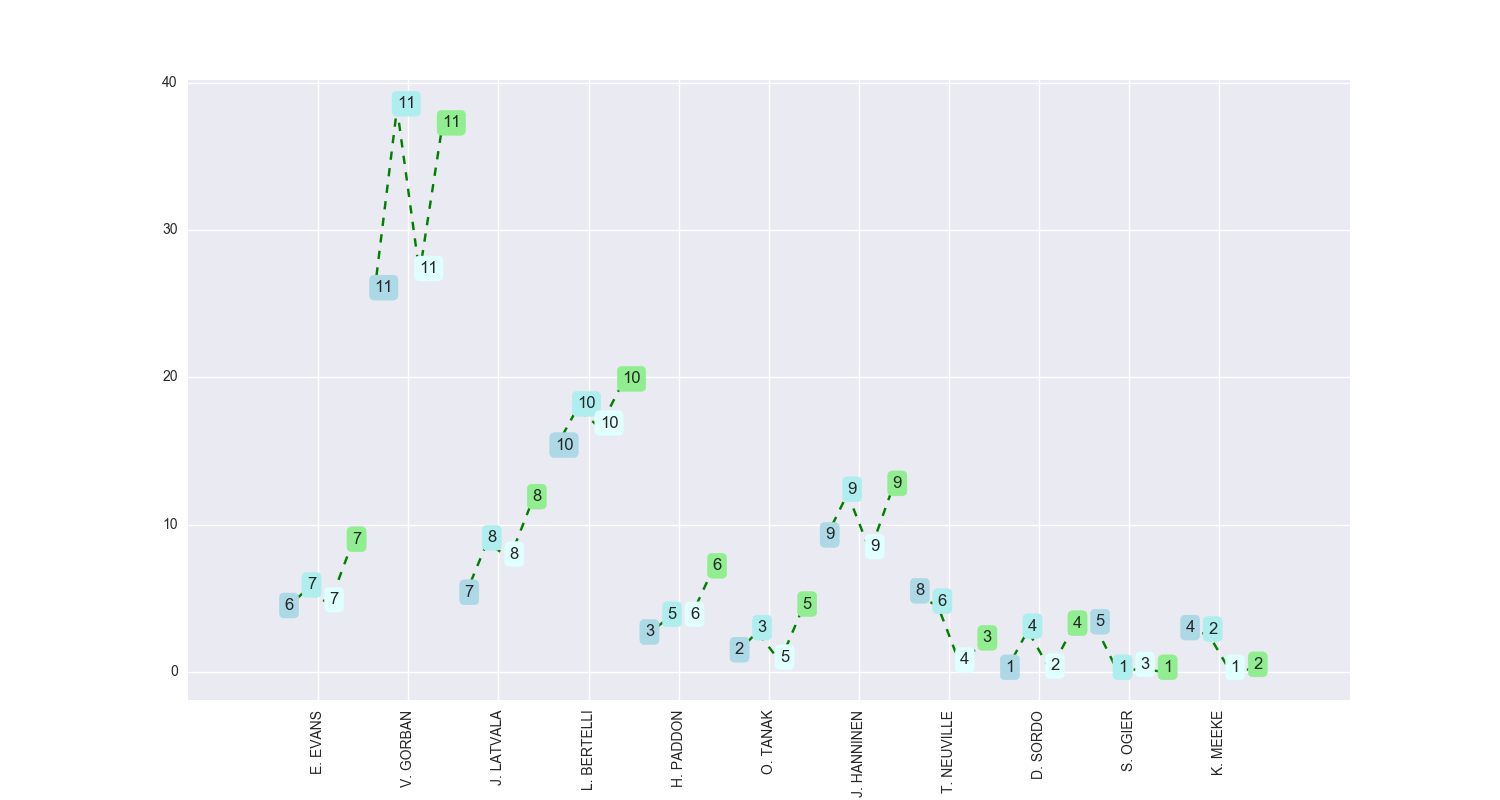 40
30
20
10
0
6 7 7 7
11 11 11 11
7 8 8 8
10 10 10 10
3 5 6 6
2 3 5 5
9 9 9 9
8 6 4 3
1 4 2 4
5 1 3 1
4 2 1 2
E. EVANS
V. GORBAN
J. LATVALA
L. BERTELLI
H. PADDON
O. TANAK
J. HANNINEN
T. NEUVILLE
D. SORDO
S. OGIER
K. MEEKE